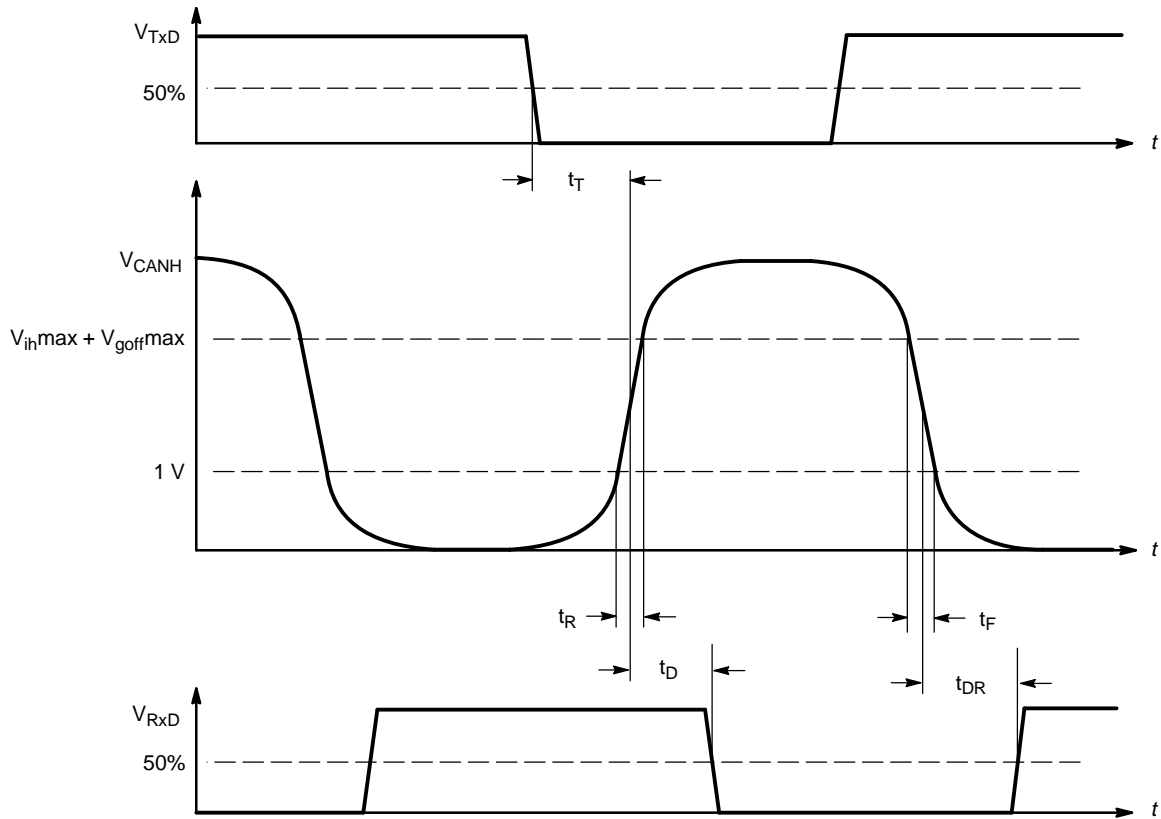 VTxD
50%
t
tT
VCANH
Vihmax + Vgoffmax
1 V
t
tR
tF
tD
tDR
VRxD
50%
t